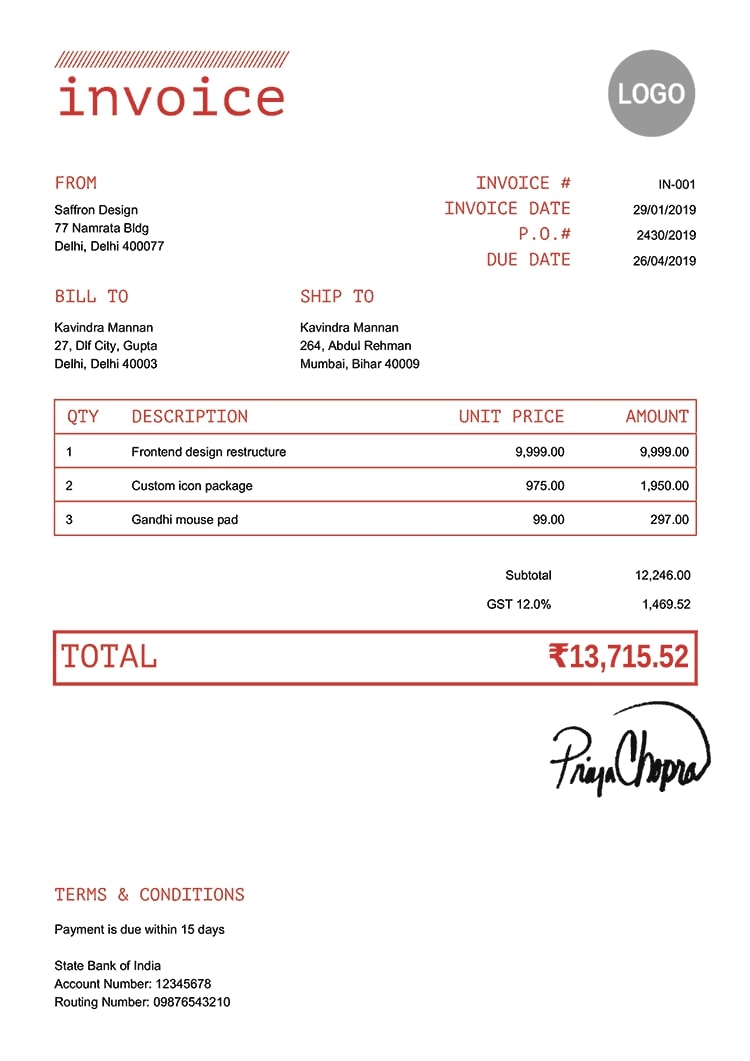 invoice
LOGO
FROM
Saffron Design
77 Namrata Bldg
Delhi, Delhi 400077
INVOICE # IN-001
INVOICE DATE 29/01/2019
P.O.# 2430/2019
DUE DATE 26/04/2019
BILL TO
Kavindra Mannan
27, Dlf City, Gupta
Delhi, Delhi 40003
SHIP TO
Kavindra Mannan
264, Abdul Rehman
Mumbai, Bihar 40009
QTY DESCRIPTION UNIT PRICE AMOUNT
1 Frontend design restructure 9,999.00 9,999.00
2 Custom icon package 975.00 1,950.00
3 Gandhi mouse pad 99.00 297.00
Subtotal 12,246.00
GST 12.0% 1,469.52
TOTAL ₹13,715.52
Priya Chopra
TERMS & CONDITIONS
Payment is due within 15 days
State Bank of India
Account Number: 12345678
Routing Number: 09876543210